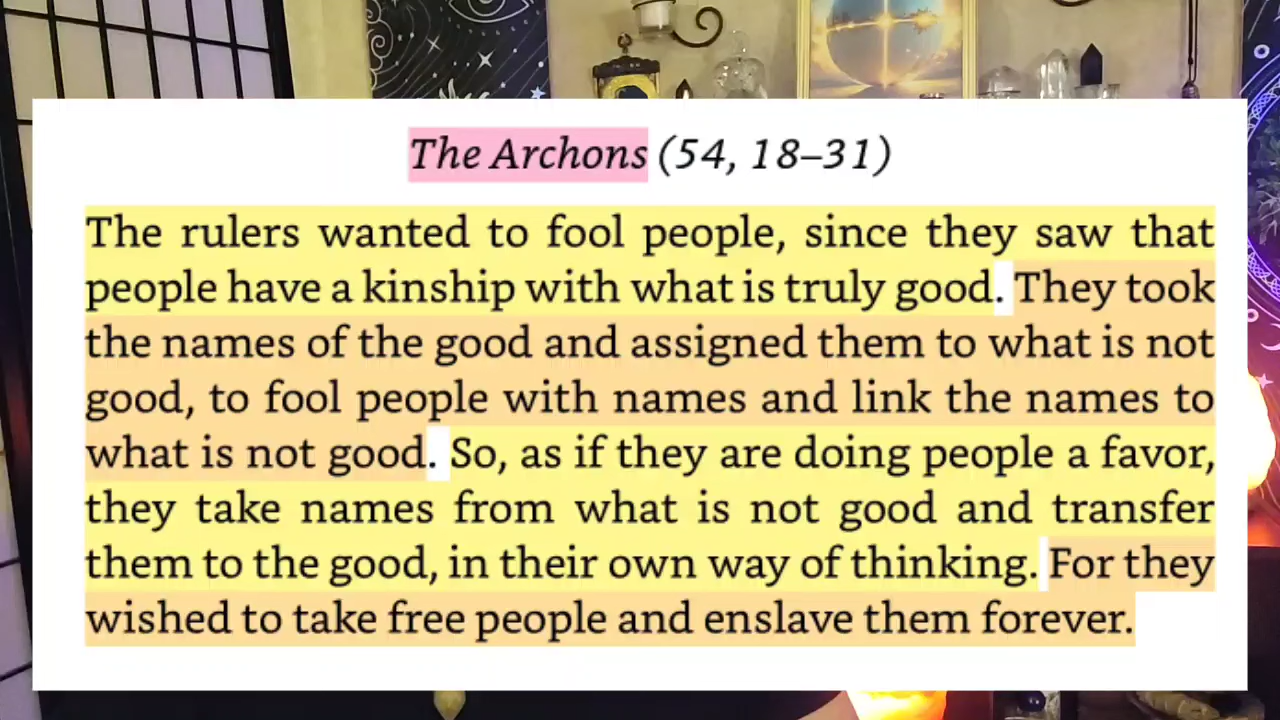 The Archons (54, 18–31)
The rulers wanted to fool people, since they saw that
people have a kinship with what is truly good. They took
the names of the good and assigned them to what is not
good, to fool people with names and link the names to
what is not good. So, as if they are doing people a favor,
they take names from what is not good and transfer
them to the good, in their own way of thinking. For they
wished to take free people and enslave them forever.